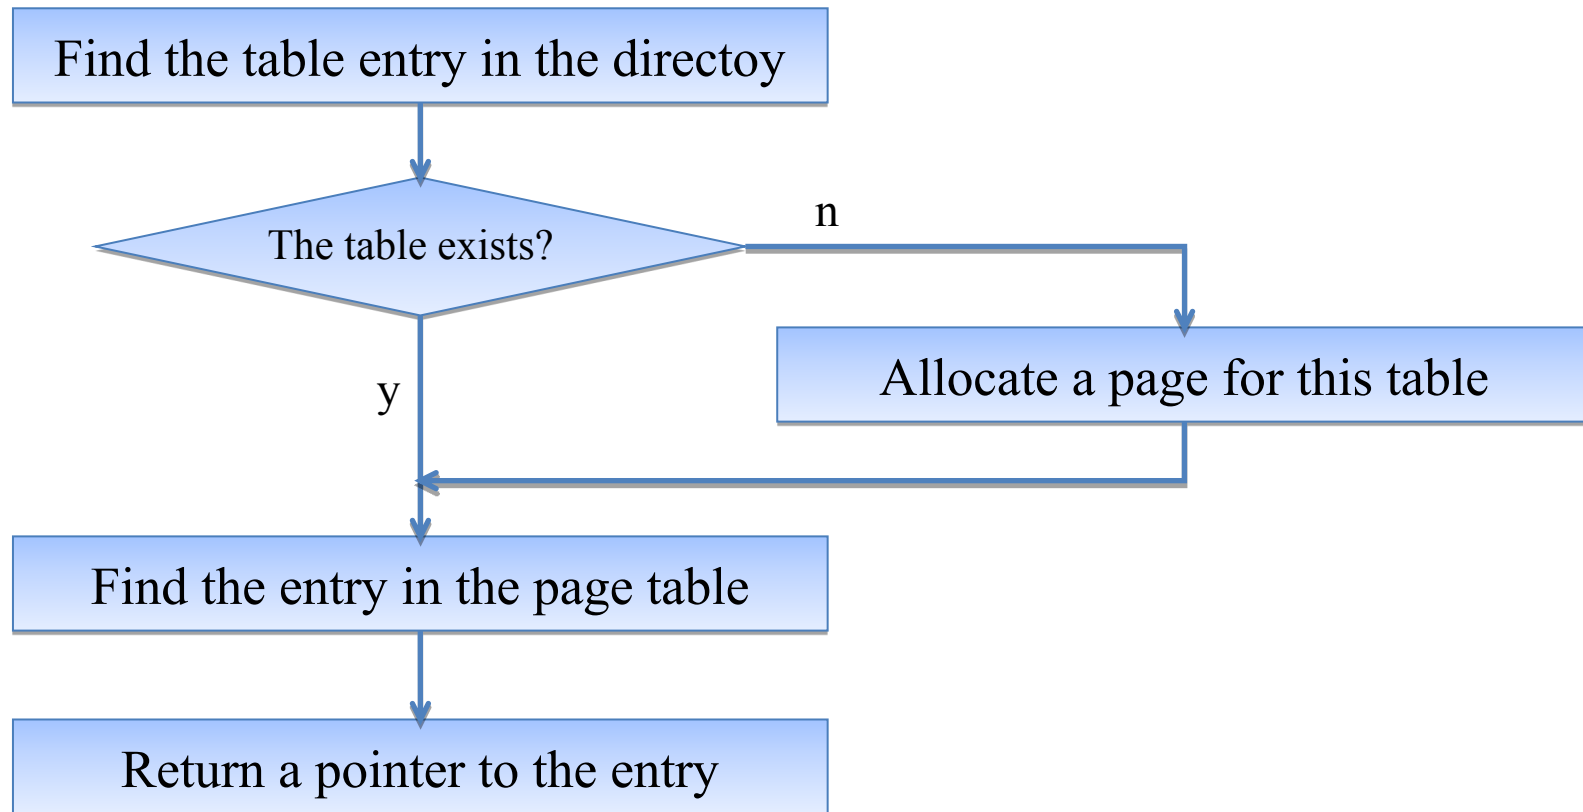 Find the table entry in the directoy
n
The table exists?
Allocate a page for this table
y
Find the entry in the page table
Return a pointer to the entry